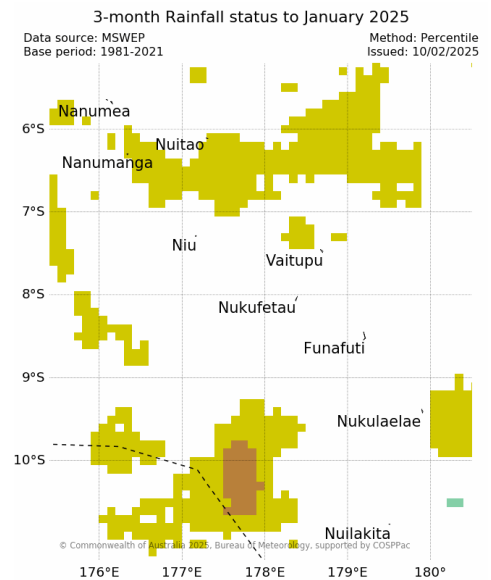 3-month Rainfall status to January 2025
Data source: MSWEP
Base period: 1981-2021
Method: Percentile
Issued: 10/02/2025
Nanumea
6°S
Nuitao
Nanumanga
7°S
Niu
Vaitupu
8°S
Nukufetau
Funafuti
9°S
Nukulaelae
10°S
Nuilakita
© Commonwealth of Australia 2025, Bureau of Meteorology, supported by COSPPac
176°E 177°E 178°E 179°E 180°